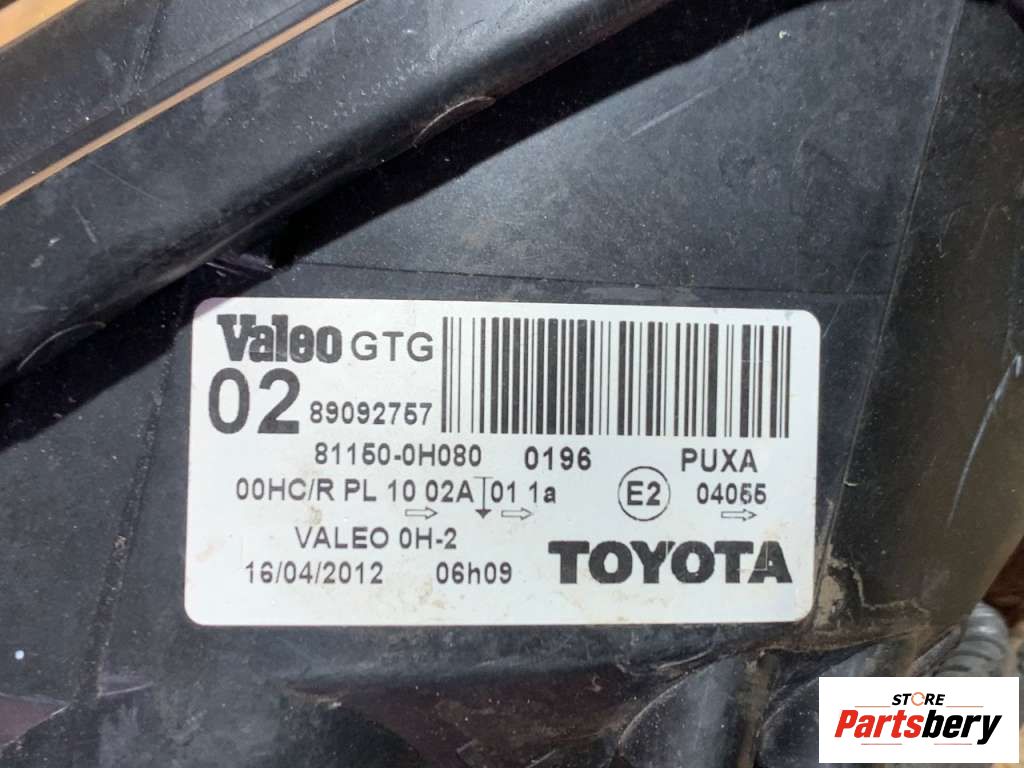 Valeo GTG
02 89092757
81150-0H080 0196 PUXA
00HC/R PL 10 02A 01 1a E2 04055
VALEO 0H-2
16/04/2012 06h09 TOYOTA
STORE
Partsbery